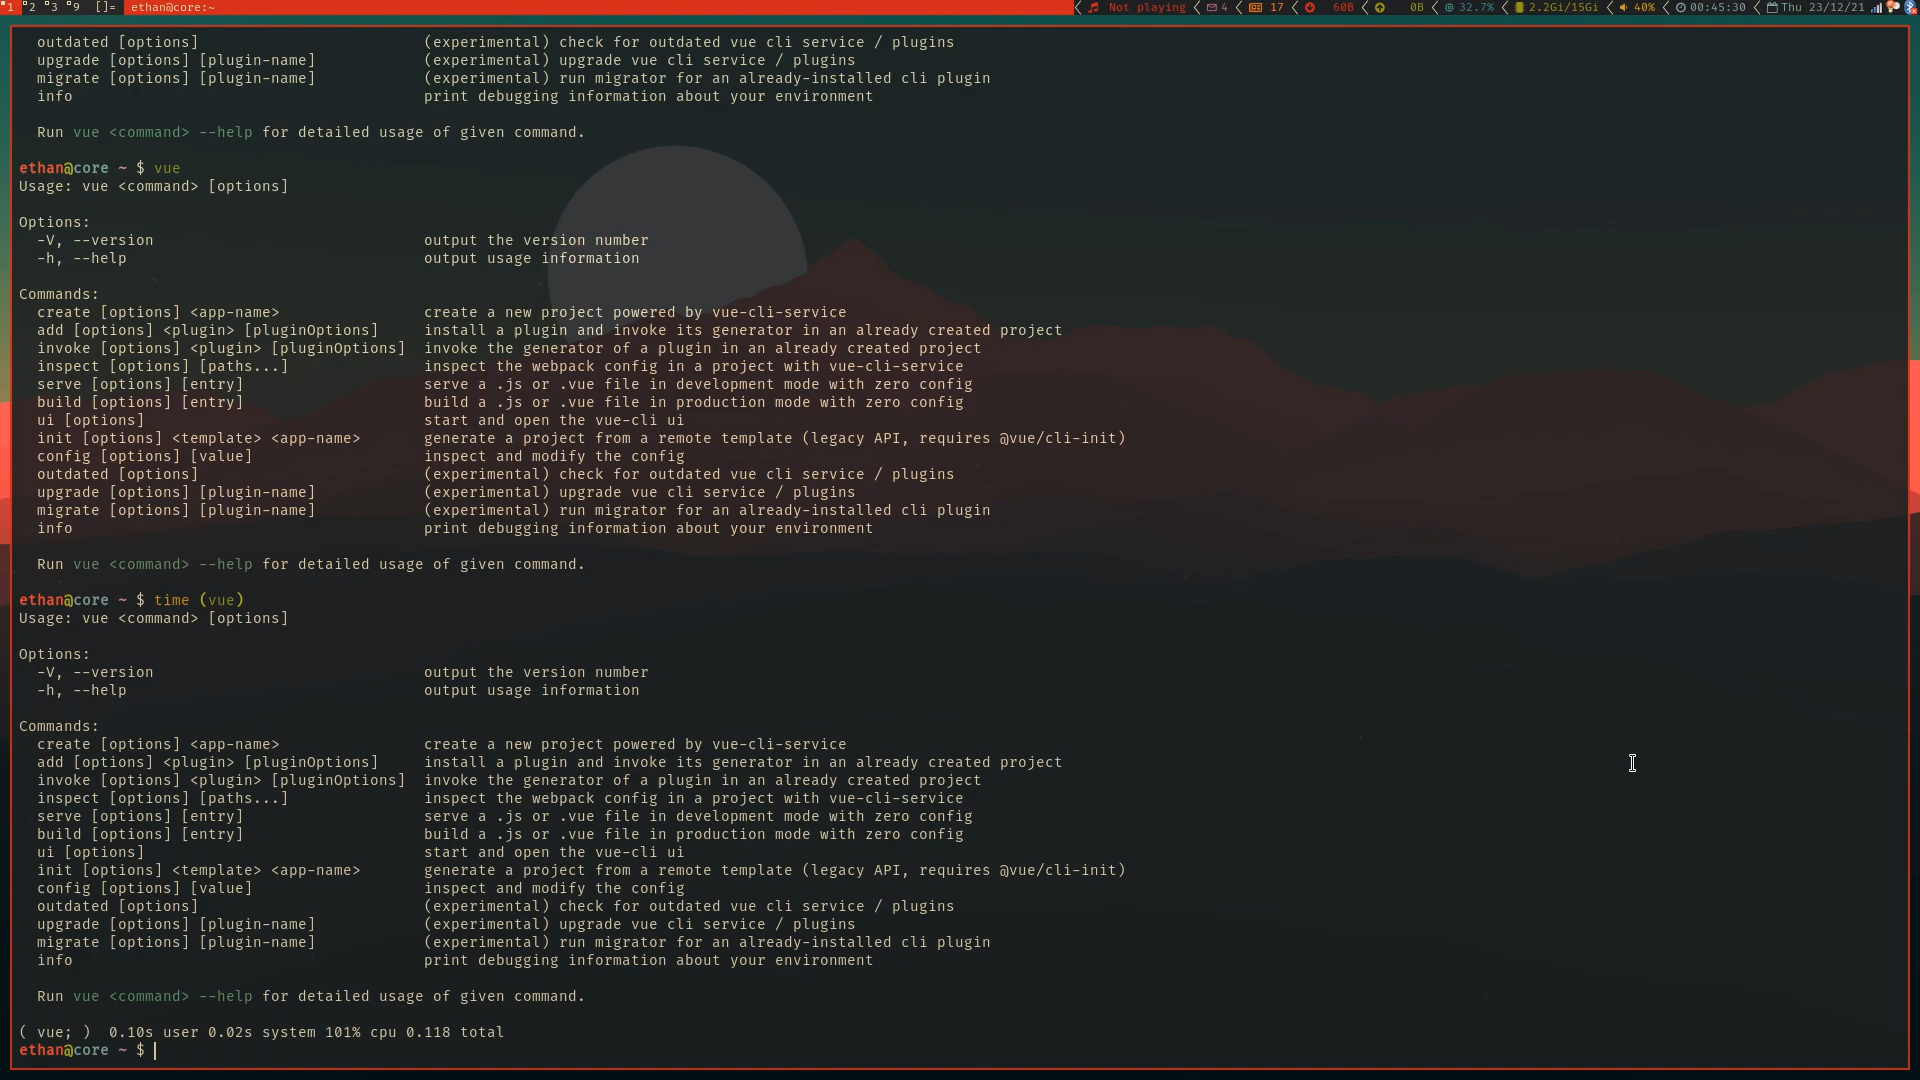 1 2 3 9 []= ethan@core:~ Not playing 4 17 60B 0B 32.7% 2.2Gi/15Gi 40% 00:45:30 Thu 23/12/21
outdated [options] (experimental) check for outdated vue cli service / plugins
upgrade [options] [plugin-name] (experimental) upgrade vue cli service / plugins
migrate [options] [plugin-name] (experimental) run migrator for an already-installed cli plugin
info print debugging information about your environment
Run vue <command> --help for detailed usage of given command.
ethan@core ~ $ vue
Usage: vue <command> [options]
Options:
-V, --version output the version number
-h, --help output usage information
Commands:
create [options] <app-name> create a new project powered by vue-cli-service
add [options] <plugin> [pluginOptions] install a plugin and invoke its generator in an already created project
invoke [options] <plugin> [pluginOptions] invoke the generator of a plugin in an already created project
inspect [options] [paths...] inspect the webpack config in a project with vue-cli-service
serve [options] [entry] serve a .js or .vue file in development mode with zero config
build [options] [entry] build a .js or .vue file in production mode with zero config
ui [options] start and open the vue-cli ui
init [options] <template> <app-name> generate a project from a remote template (legacy API, requires @vue/cli-init)
config [options] [value] inspect and modify the config
outdated [options] (experimental) check for outdated vue cli service / plugins
upgrade [options] [plugin-name] (experimental) upgrade vue cli service / plugins
migrate [options] [plugin-name] (experimental) run migrator for an already-installed cli plugin
info print debugging information about your environment
Run vue <command> --help for detailed usage of given command.
ethan@core ~ $ time (vue)
Usage: vue <command> [options]
Options:
-V, --version output the version number
-h, --help output usage information
Commands:
create [options] <app-name> create a new project powered by vue-cli-service
add [options] <plugin> [pluginOptions] install a plugin and invoke its generator in an already created project
invoke [options] <plugin> [pluginOptions] invoke the generator of a plugin in an already created project
inspect [options] [paths...] inspect the webpack config in a project with vue-cli-service
serve [options] [entry] serve a .js or .vue file in development mode with zero config
build [options] [entry] build a .js or .vue file in production mode with zero config
ui [options] start and open the vue-cli ui
init [options] <template> <app-name> generate a project from a remote template (legacy API, requires @vue/cli-init)
config [options] [value] inspect and modify the config
outdated [options] (experimental) check for outdated vue cli service / plugins
upgrade [options] [plugin-name] (experimental) upgrade vue cli service / plugins
migrate [options] [plugin-name] (experimental) run migrator for an already-installed cli plugin
info print debugging information about your environment
Run vue <command> --help for detailed usage of given command.
( vue; ) 0.10s user 0.02s system 101% cpu 0.118 total
ethan@core ~ $